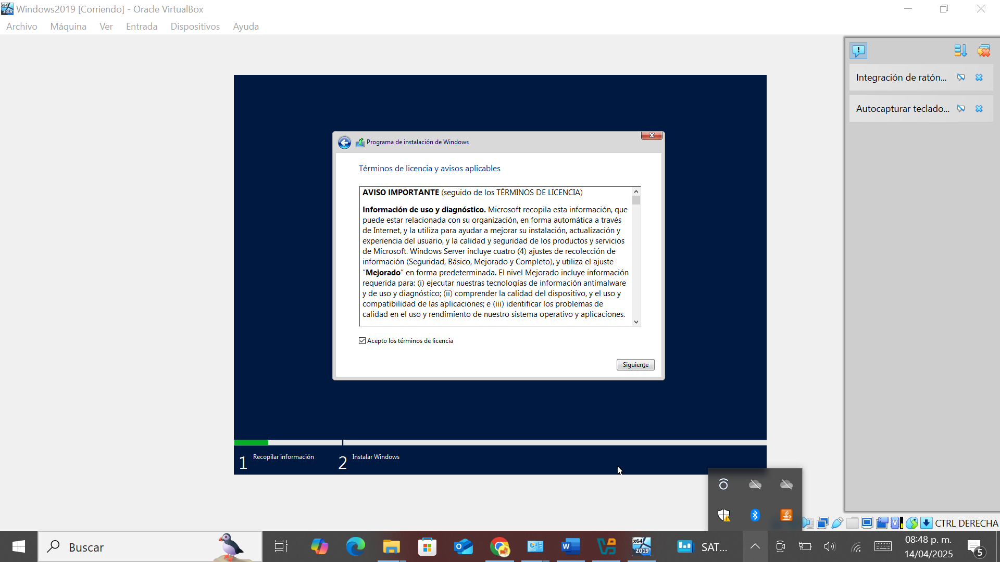 Windows2019 [Corriendo] - Oracle VirtualBox
Archivo Máquina Ver Entrada Dispositivos Ayuda
Integración de ratón...
Autocapturar teclado...
Programa de instalación de Windows
Términos de licencia y avisos aplicables
AVISO IMPORTANTE (seguido de los TÉRMINOS DE LICENCIA)
Información de uso y diagnóstico. Microsoft recopila esta información, que
puede estar relacionada con su organización, en forma automática a través
de Internet, y la utiliza para ayudar a mejorar su instalación, actualización y
experiencia del usuario, y la calidad y seguridad de los productos y servicios
de Microsoft. Windows Server incluye cuatro (4) ajustes de recolección de
información (Seguridad, Básico, Mejorado y Completo), y utiliza el ajuste
“Mejorado” en forma predeterminada. El nivel Mejorado incluye información
requerida para: (i) ejecutar nuestras tecnologías de información antimalware
y de uso y diagnóstico; (ii) comprender la calidad del dispositivo, y el uso y
compatibilidad de las aplicaciones; e (iii) identificar los problemas de
calidad en el uso y rendimiento de nuestro sistema operativo y aplicaciones.
Acepto los términos de licencia
Siguiente
1 Recopilar información 2 Instalar Windows
CTRL DERECHA
Buscar
x64
2019
SAT...
08:48 p. m.
14/04/2025
5